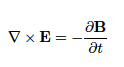 ∇ × E = −∂B/∂t